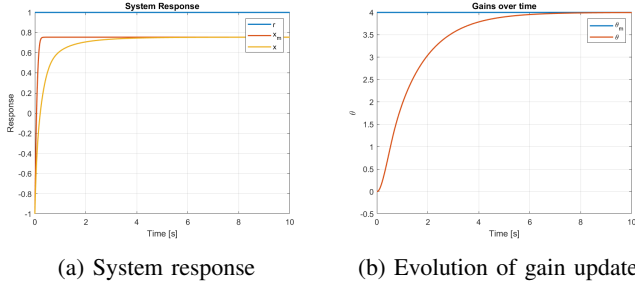 System Response
r
x_m
x
1
0.8
0.6
0.4
0.2
0
-0.2
-0.4
-0.6
-0.8
-1
Response
0
2
4
6
8
10
Time [s]
(a) System response
Gains over time
θ_m
θ
4
3.5
3
2.5
2
1.5
1
0.5
0
-0.5
θ
0
2
4
6
8
10
Time [s]
(b) Evolution of gain update